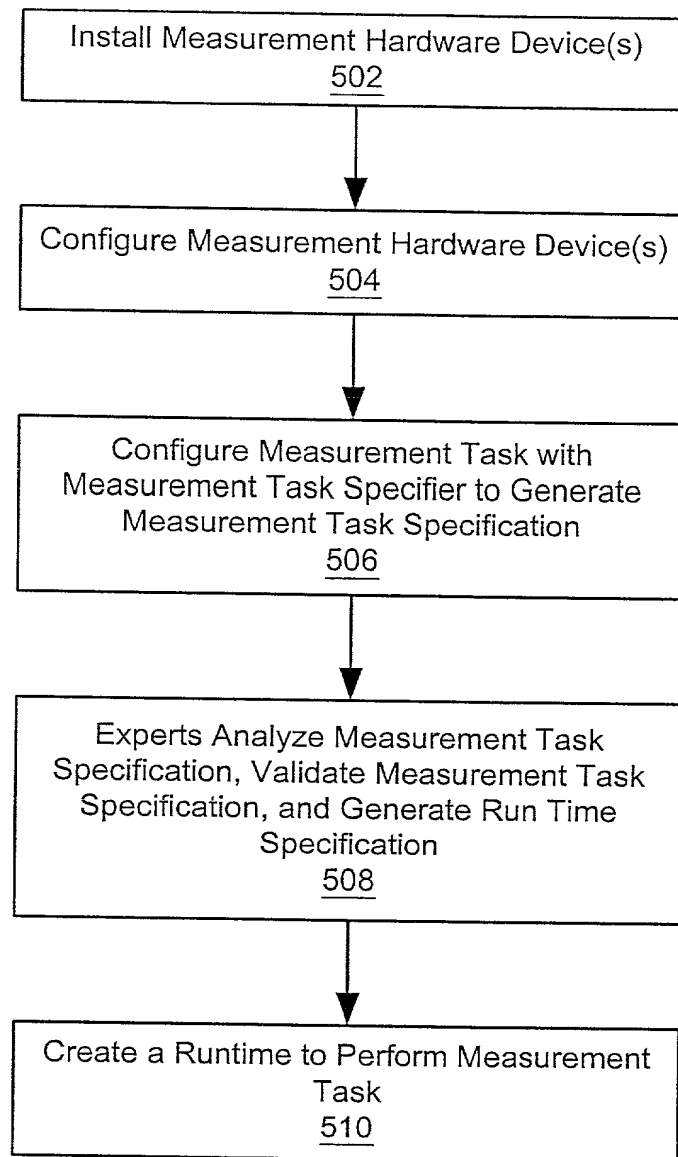 Install Measurement Hardware Device(s)
502
Configure Measurement Hardware Device(s)
504
Configure Measurement Task with
Measurement Task Specifier to Generate
Measurement Task Specification
506
Experts Analyze Measurement Task
Specification, Validate Measurement Task
Specification, and Generate Run Time
Specification
508
Create a Runtime to Perform Measurement
Task
510